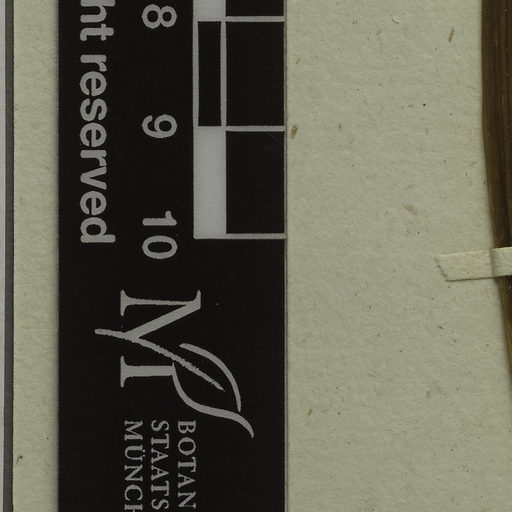 ht reserved
8
9
10
M
BOTAN
STAATS
MÜNCH